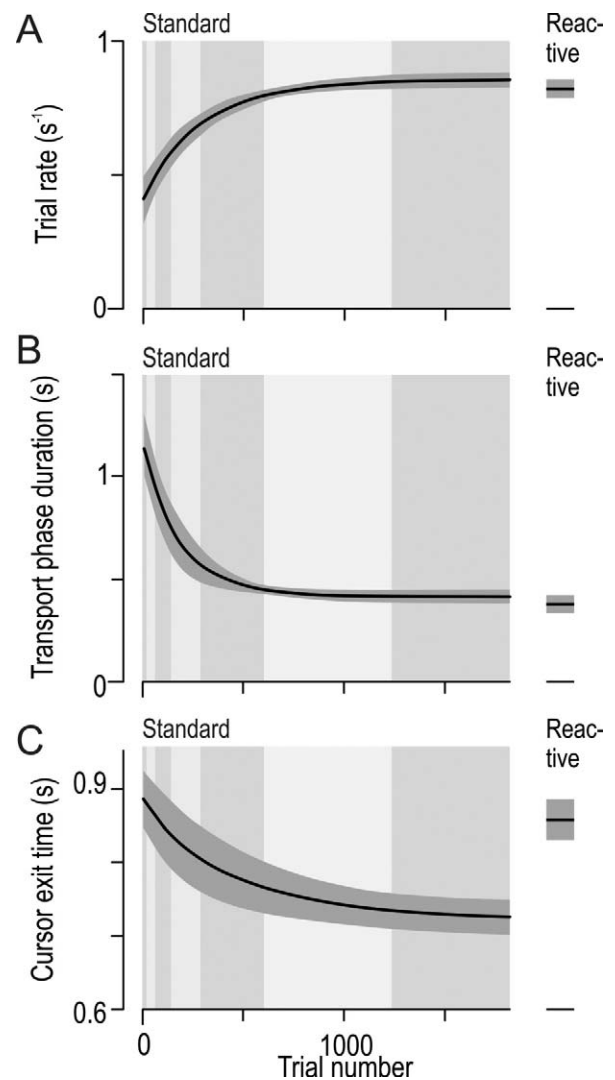 A
Standard
Reac-
tive
1
Trial rate (s-1)
0
B
Standard
Reac-
tive
1
Transport phase duration (s)
0
C
Standard
Reac-
tive
0.9
Cursor exit time (s)
0.6
0 1000
Trial number